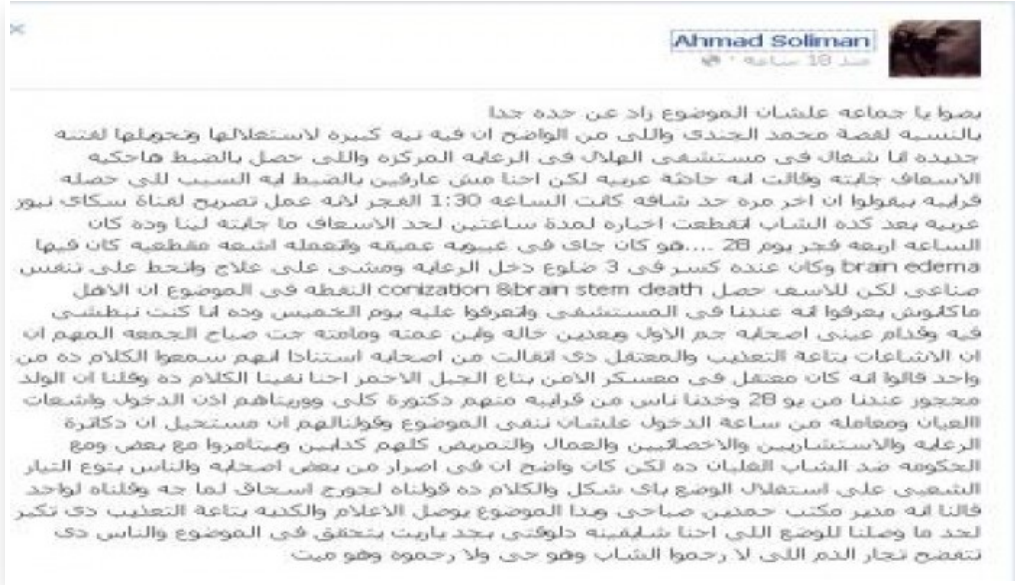 Ahmad Soliman
منذ 18 ساعة
بصوا يا جماعه علشان الموضوع زاد عن حده جدا
بالنسبه لقصة محمد الجندى واللى من الواضح ان فيه نيه كبيره لاستغلالها وتحويلها لفتنه
جديده انا شغال فى مستشفى الهلال فى الرعايه المركزه واللى حصل بالضبط هاحكيه
الاسعاف جابته وقالت انه حادثة عربيه لكن احنا مش عارفين بالضبط ايه السبب للى حصله
قرايبه بيقولوا ان اخر مره حد شافه كانت الساعه 1:30 الفجر لانه عمل تصريح لقناة سكاى نيوز
عربيه بعد كده الشاب اتقطعت اخباره لمدة ساعتين لحد الاسعاف ما جابته لينا وده كان
الساعه اربعه فجر يوم 28 ....هو كان جاى فى غيبوبه عميقه واتعمله اشعه مقطعيه كان فيها
brain edema وكان عنده كسر فى 3 ضلوع دخل الرعايه ومشى على علاج واتحط على تنفس
صناعى لكن للاسف حصل conization &brain stem death النقطه فى الموضوع ان الاهل
ماكانوش يعرفوا انه عندنا فى المستشفى واتعرفوا عليه يوم الخميس وده انا كنت نبطشى
فيه وقدام عينى اصحابه جم الاول وبعدين خاله وابن عمته ومامته جت صباح الجمعه المهم ان
ان الاشاعات بتاعة التعذيب والمعتقل دى اتقالت من اصحابه استنادا انهم سمعوا الكلام ده من
واحد قالوا انه كان معتقل فى معسكر الامن بتاع الجبل الاحمر احنا نفينا الكلام ده وقلنا ان الولد
محجوز عندنا من يو 28 وخدنا ناس من قرايبه منهم دكتورة كلى ووريناهم اذن الدخول واشعات
االعيان ومعامله من ساعة الدخول علشان ننفى الموضوع وقولنالهم ان مستحيل ان دكاترة
الرعايه والاستشاريين والاخصائيين والعمال والتمريض كلهم كدابين وبيتامروا مع بعض ومع
الحكومه ضد الشاب الغلبان ده لكن كان واضح ان فى اصرار من بعض اصحابه والناس بتوع التيار
الشعبى على استغلال الوضع باى شكل والكلام ده قولناه لجورج اسحاق لما جه وقلناه لواحد
قالنا انه مدير مكتب حمدين صباحى وبدا الموضوع يوصل الاعلام والكدبه بتاعة التعذيب دى تكبر
لحد ما وصلنا للوضع اللى احنا شايفينه دلوقتى بجد ياريت يتحقق فى الموضوع والناس دى
تتفضح تجار الدم اللى لا رحموا الشاب وهو حى ولا رحموه وهو ميت